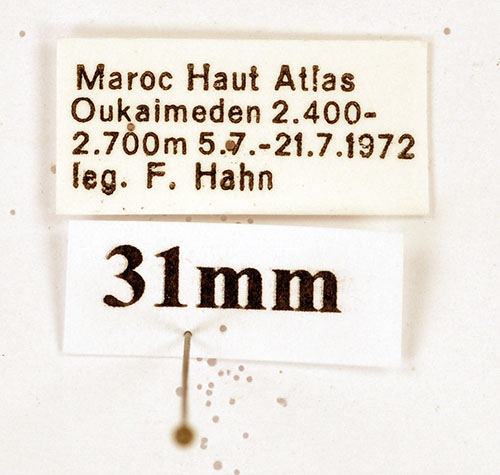 Maroc Haut Atlas
Oukaimeden 2.400-
2.700m 5.7.-21.7.1972
leg. F. Hahn
31mm